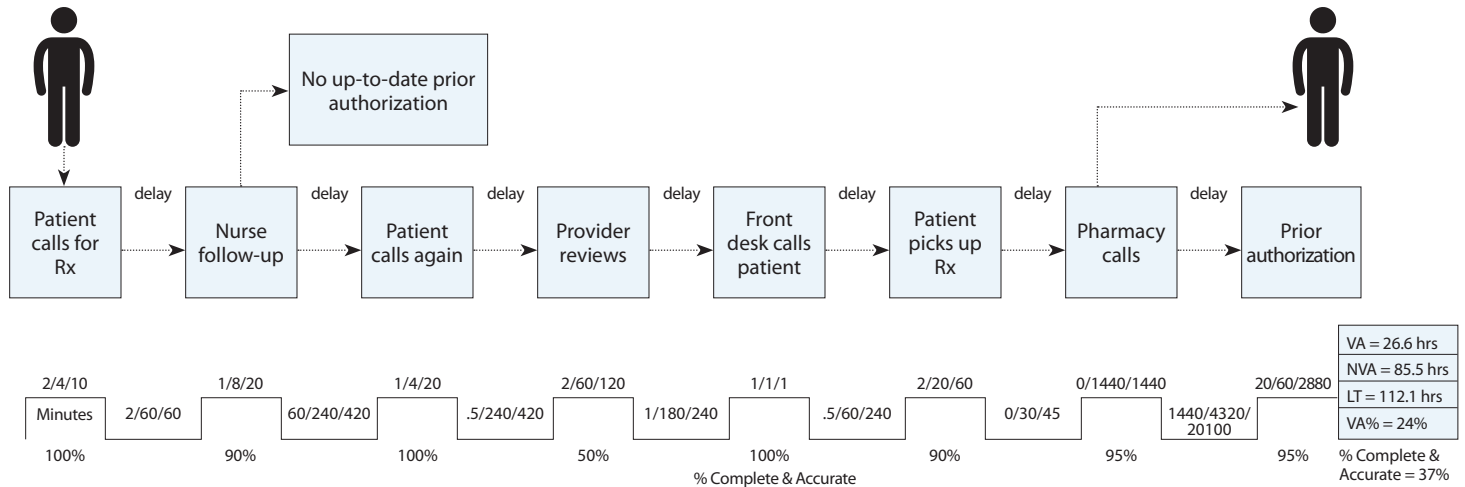 No up-to-date prior
authorization
delay
delay
delay
delay
delay
delay
delay
Patient
calls for
Rx
Nurse
follow-up
Patient
calls again
Provider
reviews
Front
desk calls
patient
Patient
picks up
Rx
Pharmacy
calls
Prior
authorization
2/4/10
Minutes
2/60/60
1/8/20
60/240/420
1/4/20
.5/240/420
2/60/120
1/180/240
1/1/1
.5/60/240
2/20/60
0/30/45
0/1440/1440
1440/4320/
20100
20/60/2880
VA = 26.6 hrs
NVA = 85.5 hrs
LT = 112.1 hrs
VA% = 24%
100%
90%
100%
50%
100%
90%
95%
95%
% Complete & Accurate
% Complete &
Accurate = 37%